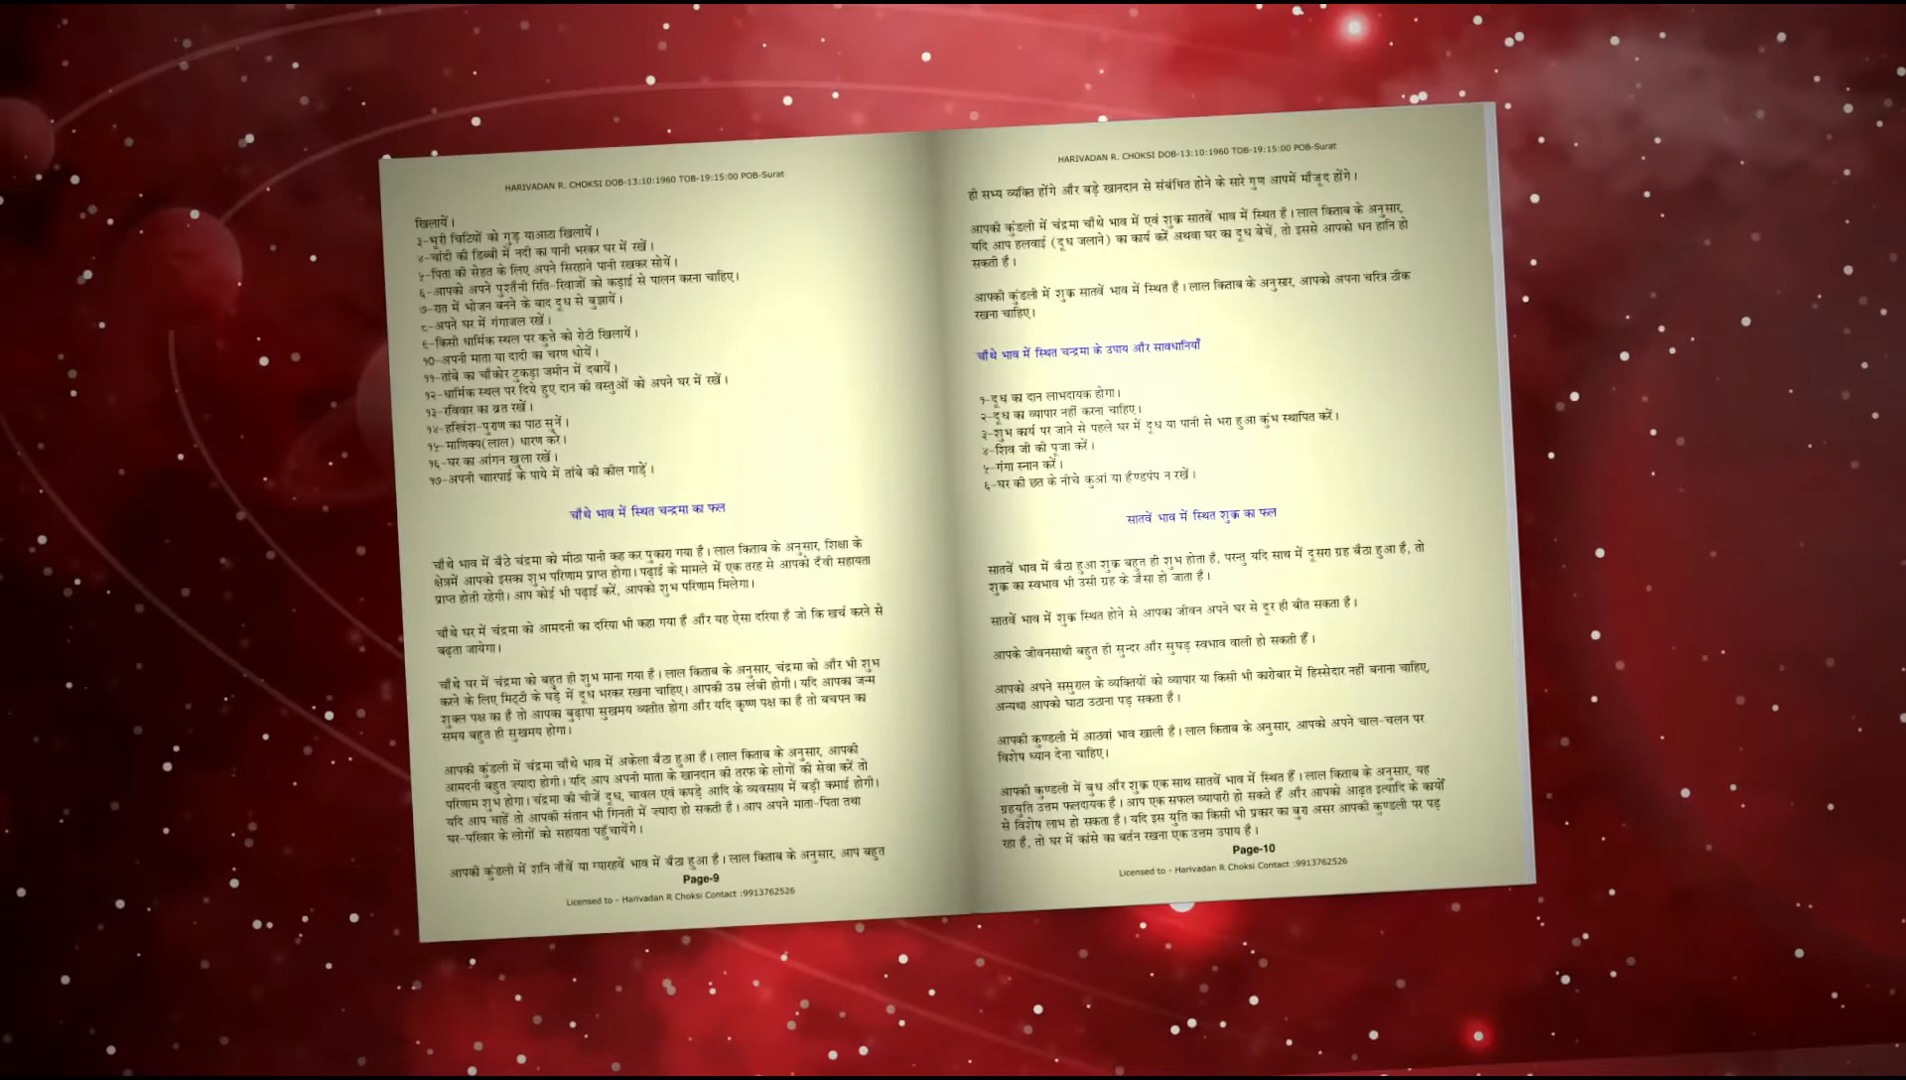 HARIVADAN R. CHOKSI DOB-13:10:1960 TOB-19:15:00 POB-Surat
खिलायें।
३-भूरी चिटियों को गुड़ याआटा खिलायें।
४-चांदी की डिब्बी में नदी का पानी भरकर घर में रखें।
५-पिता की सेहत के लिए अपने सिरहाने पानी रखकर सोयें।
६-आपको अपने पुश्तैनी रिति-रिवाजों को कड़ाई से पालन करना चाहिए।
७-रात में भोजन बनने के बाद दूध से बुझायें।
८-अपने घर में गंगाजल रखें।
९-किसी धार्मिक स्थल पर कुत्ते को रोटी खिलायें।
१०-अपनी माता या दादी का चरण धोयें।
११-तांबे का चौकोर टुकड़ा जमीन में दबायें।
१२-धार्मिक स्थल पर दिये हुए दान की वस्तुओं को अपने घर में रखें।
१३-रविवार का व्रत रखें।
१४-हरिवंश-पुराण का पाठ सुनें।
१५-माणिक्य(लाल) धारण करें।
१६-घर का आंगन खुला रखें।
१७-अपनी चारपाई के पाये में तांबे की कील गाड़ें।
चौथे भाव में स्थित चन्द्रमा का फल
चौथे भाव में बैठे चंद्रमा को मीठा पानी कह कर पुकारा गया है। लाल किताब के अनुसार, शिक्षा के
क्षेत्रमें आपको इसका शुभ परिणाम प्राप्त होगा। पढ़ाई के मामले में एक तरह से आपको दैवी सहायता
प्राप्त होती रहेगी। आप कोई भी पढ़ाई करें, आपको शुभ परिणाम मिलेगा।
चौथे घर में चंद्रमा को आमदनी का दरिया भी कहा गया है और यह ऐसा दरिया है जो कि खर्च करने से
बढ़ता जायेगा।
चौथे घर में चंद्रमा को बहुत ही शुभ माना गया है। लाल किताब के अनुसार, चंद्रमा को और भी शुभ
करने के लिए मिट्टी के घड़े में दूध भरकर रखना चाहिए। आपकी उम्र लंबी होगी। यदि आपका जन्म
शुक्ल पक्ष का है तो आपका बुढ़ापा सुखमय व्यतीत होगा और यदि कृष्ण पक्ष का है तो बचपन का
समय बहुत ही सुखमय होगा।
आपकी कुंडली में चंद्रमा चौथे भाव में अकेला बैठा हुआ है। लाल किताब के अनुसार, आपकी
आमदनी बहुत ज्यादा होगी। यदि आप अपनी माता के खानदान की तरफ के लोगों की सेवा करें तो
परिणाम शुभ होगा। चंद्रमा की चीजें दूध, चावल एवं कपड़े आदि के व्यवसाय में बड़ी कमाई होगी।
यदि आप चाहें तो आपकी संतान भी गिनती में ज्यादा हो सकती है। आप अपने माता-पिता तथा
घर-परिवार के लोगों को सहायता पहुँचायेंगे।
आपकी कुंडली में शनि नौवें या ग्यारहवें भाव में बैठा हुआ है। लाल किताब के अनुसार, आप बहुत
Page-9
Licensed to - Harivadan R Choksi Contact :9913762526
HARIVADAN R. CHOKSI DOB-13:10:1960 TOB-19:15:00 POB-Surat
ही सभ्य व्यक्ति होंगे और बड़े खानदान से संबंधित होने के सारे गुण आपमें मौजूद होंगे।
आपकी कुंडली में चंद्रमा चौथे भाव में एवं शुक्र सातवें भाव में स्थित है। लाल किताब के अनुसार,
यदि आप हलवाई (दूध जलाने) का कार्य करें अथवा घर का दूध बेचें, तो इससे आपको धन हानि हो
सकती है।
आपकी कुंडली में शुक्र सातवें भाव में स्थित है। लाल किताब के अनुसार, आपको अपना चरित्र ठीक
रखना चाहिए।
चौथे भाव में स्थित चन्द्रमा के उपाय और सावधानियाँ
१-दूध का दान लाभदायक होगा।
२-दूध का व्यापार नहीं करना चाहिए।
३-शुभ कार्य पर जाने से पहले घर में दूध या पानी से भरा हुआ कुंभ स्थापित करें।
४-शिव जी की पूजा करें।
५-गंगा स्नान करें।
६-घर की छत के नीचे कुआं या हैण्डपंप न रखें।
सातवें भाव में स्थित शुक्र का फल
सातवें भाव में बैठा हुआ शुक्र बहुत ही शुभ होता है, परन्तु यदि साथ में दूसरा ग्रह बैठा हुआ है, तो
शुक्र का स्वभाव भी उसी ग्रह के जैसा हो जाता है।
सातवें भाव में शुक्र स्थित होने से आपका जीवन अपने घर से दूर ही बीत सकता है।
आपके जीवनसाथी बहुत ही सुन्दर और सुघड़ स्वभाव वाली हो सकती हैं।
आपको अपने ससुराल के व्यक्तियों को व्यापार या किसी भी कारोबार में हिस्सेदार नहीं बनाना चाहिए,
अन्यथा आपको घाटा उठाना पड़ सकता है।
आपकी कुण्डली में आठवां भाव खाली है। लाल किताब के अनुसार, आपको अपने चाल-चलन पर
विशेष ध्यान देना चाहिए।
आपकी कुण्डली में बुध और शुक्र एक साथ सातवें भाव में स्थित हैं। लाल किताब के अनुसार, यह
ग्रहयुति उत्तम फलदायक है। आप एक सफल व्यापारी हो सकते हैं और आपको आढ़त इत्यादि के कार्यों
से विशेष लाभ हो सकता है। यदि इस युति का किसी भी प्रकार का बुरा असर आपकी कुण्डली पर पड़
रहा है, तो घर में कांसे का बर्तन रखना एक उत्तम उपाय है।
Page-10
Licensed to - Harivadan R Choksi Contact :9913762526